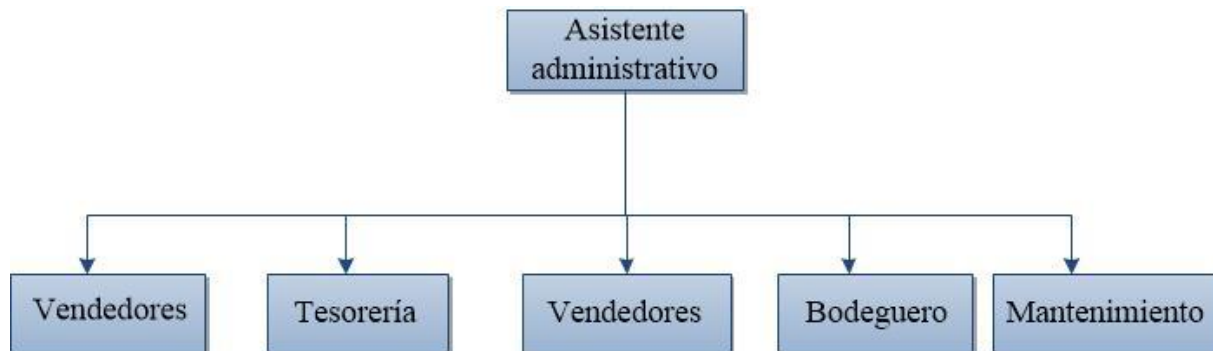 Asistente
administrativo
Vendedores
Tesorería
Vendedores
Bodeguero
Mantenimiento